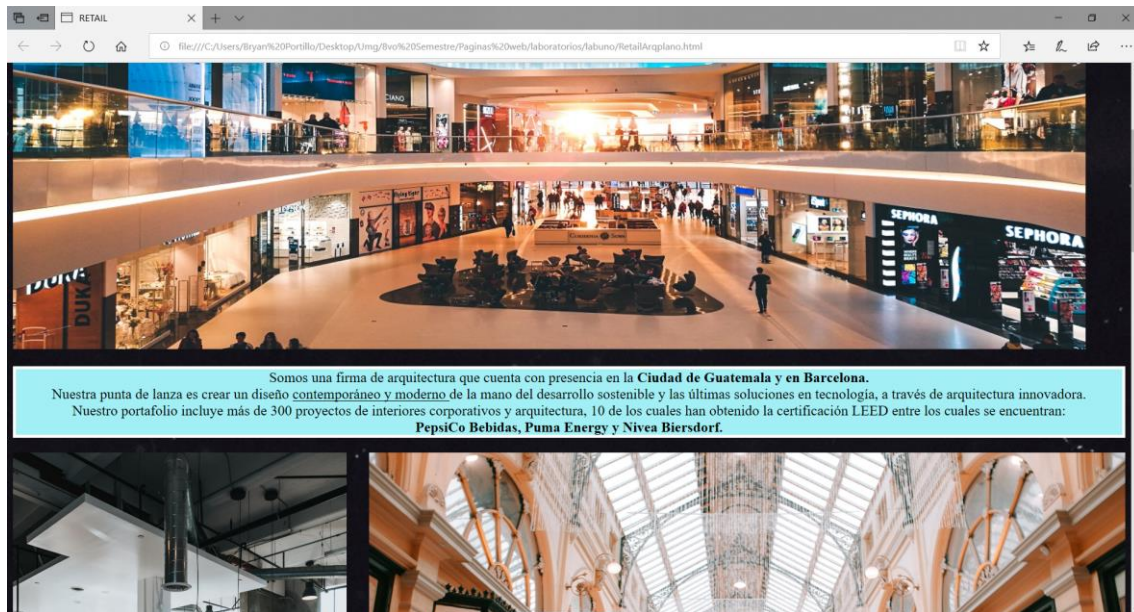 RETAIL
file:///C:/Users/Bryan%20Portillo/Desktop/Umg/8vo%20Semestre/Paginas%20web/laboratorios/labuno/RetailArqplano.html
CIANO
SEPHORA
SEPHORA
DUKA
DUKA
Somos una firma de arquitectura que cuenta con presencia en la Ciudad de Guatemala y en Barcelona.
Nuestra punta de lanza es crear un diseño contemporáneo y moderno de la mano del desarrollo sostenible y las últimas soluciones en tecnología, a través de arquitectura innovadora.
Nuestro portafolio incluye más de 300 proyectos de interiores corporativos y arquitectura, 10 de los cuales han obtenido la certificación LEED entre los cuales se encuentran:
PepsiCo Bebidas, Puma Energy y Nivea Biersdorf.